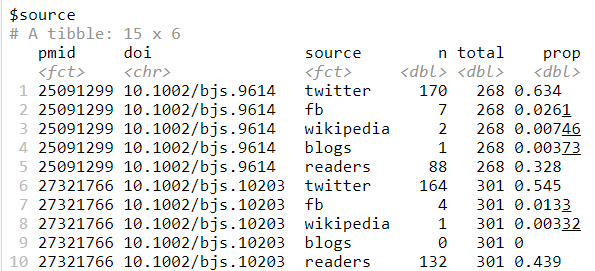 $source
# A tibble: 15 x 6
pmid doi source n total prop
<fct> <chr> <fct> <dbl> <dbl> <dbl>
1 25091299 10.1002/bjs.9614 twitter 170 268 0.634
2 25091299 10.1002/bjs.9614 fb 7 268 0.0261
3 25091299 10.1002/bjs.9614 wikipedia 2 268 0.00746
4 25091299 10.1002/bjs.9614 blogs 1 268 0.00373
5 25091299 10.1002/bjs.9614 readers 88 268 0.328
6 27321766 10.1002/bjs.10203 twitter 164 301 0.545
7 27321766 10.1002/bjs.10203 fb 4 301 0.0133
8 27321766 10.1002/bjs.10203 wikipedia 1 301 0.00332
9 27321766 10.1002/bjs.10203 blogs 0 301 0
10 27321766 10.1002/bjs.10203 readers 132 301 0.439